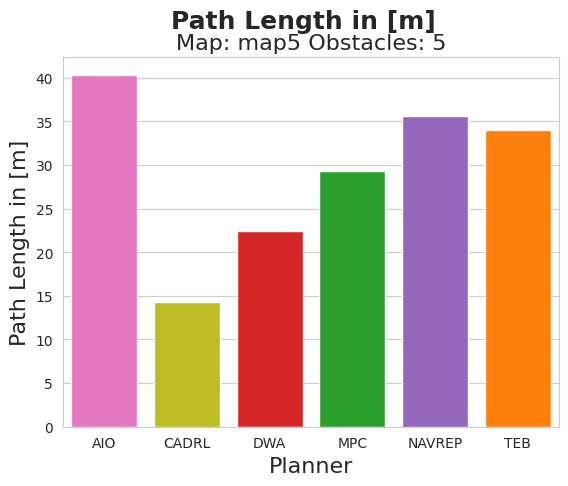 Path Length in [m]
Map: map5 Obstacles: 5
Path Length in [m]
40
35
30
25
20
15
10
5
0
AIO CADRL DWA MPC NAVREP TEB
Planner